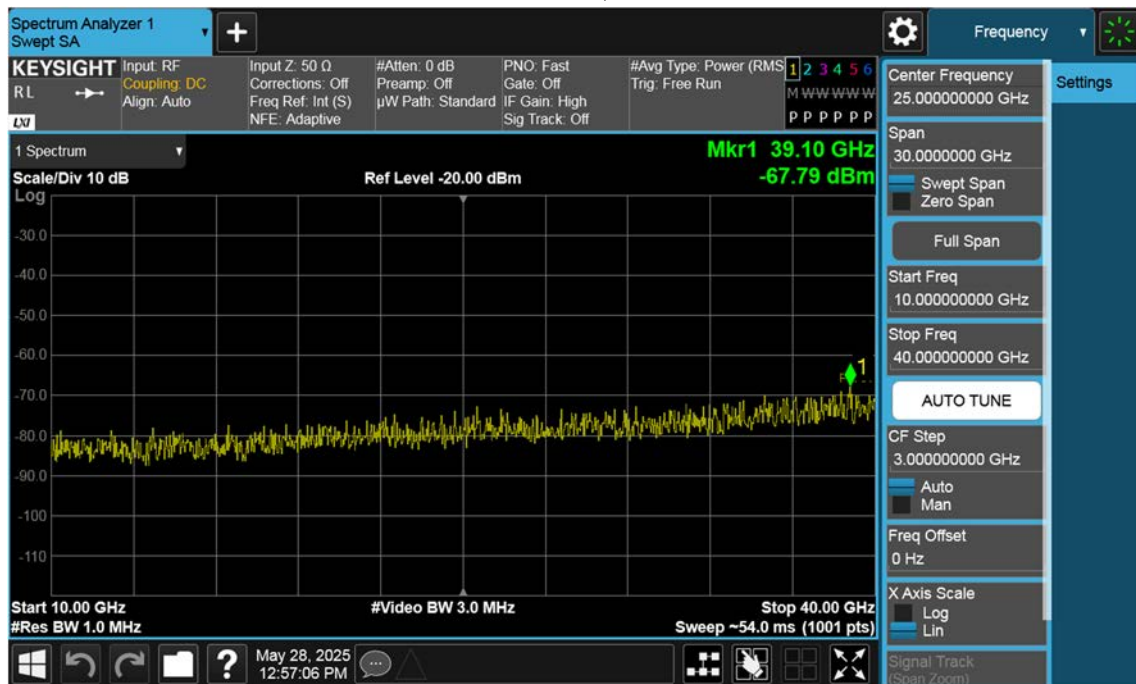 Spectrum Analyzer 1
Swept SA
+
Frequency
KEYSIGHT
RL
LXI
Input: RF
Coupling: DC
Align: Auto
Input Z: 50 Ω
Corrections: Off
Freq Ref: Int (S)
NFE: Adaptive
#Atten: 0 dB
Preamp: Off
µW Path: Standard
PNO: Fast
Gate: Off
IF Gain: High
Sig Track: Off
#Avg Type: Power (RMS
Trig: Free Run
1 2 3 4 5 6
M W W W W W
P P P P P P
1 Spectrum
Scale/Div 10 dB
Ref Level -20.00 dBm
Mkr1 39.10 GHz
-67.79 dBm
Log
-30.0
-40.0
-50.0
-60.0
-70.0
-80.0
-90.0
-100
-110
1
Start 10.00 GHz
#Video BW 3.0 MHz
Stop 40.00 GHz
#Res BW 1.0 MHz
Sweep ~54.0 ms (1001 pts)
?
May 28, 2025
12:57:06 PM
Center Frequency
25.000000000 GHz
Settings
Span
30.0000000 GHz
Swept Span
Zero Span
Full Span
Start Freq
10.000000000 GHz
Stop Freq
40.000000000 GHz
AUTO TUNE
CF Step
3.000000000 GHz
Auto
Man
Freq Offset
0 Hz
X Axis Scale
Log
Lin
Signal Track
(Span Zoom)